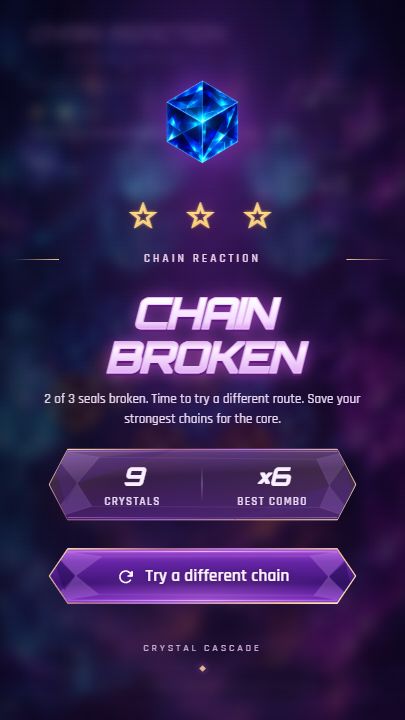 CHAIN REACTION
CHAIN
BROKEN
2 of 3 seals broken. Time to try a different route. Save your
strongest chains for the core.
9 x6
CRYSTALS BEST COMBO
Try a different chain
CRYSTAL CASCADE